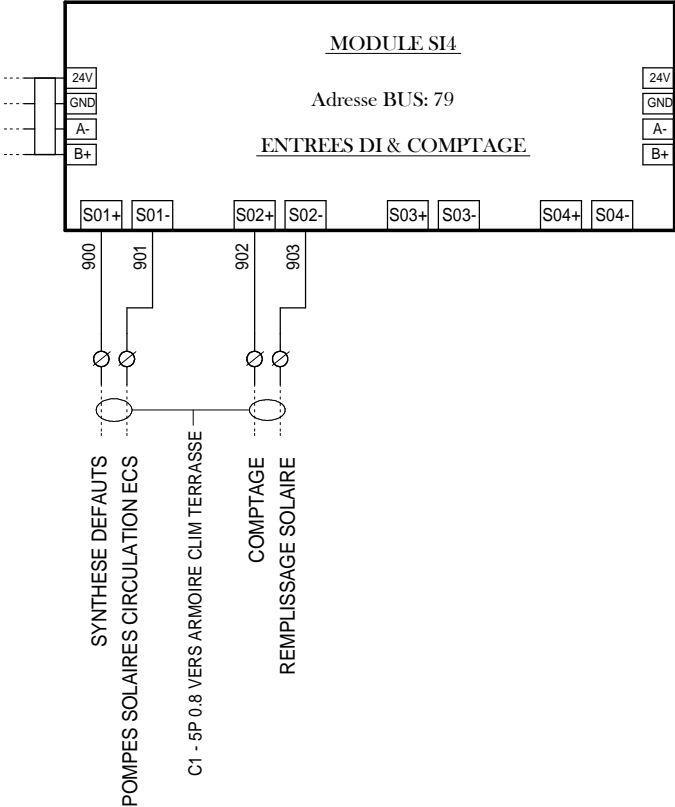 MODULE SI4
24V
24V
Adresse BUS: 79
GND
GND
A-
A-
ENTREES DI & COMPTAGE
B+
B+
S01+
S01-
S02+
S02-
S03+
S03-
S04+
S04-
900
901
902
903
SYNTHESE DEFAUTS
POMPES SOLAIRES CIRCULATION ECS
C1 - 5P 0.8 VERS ARMOIRE CLIM TERRASSE
COMPTAGE
REMPLISSAGE SOLAIRE